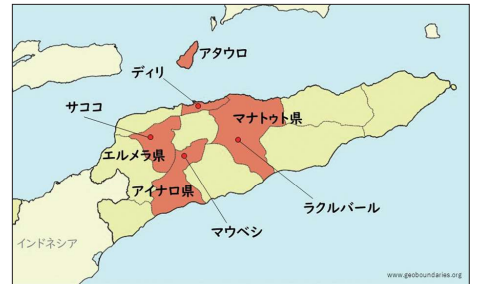 アタウロ
ディリ
サココ
マナトゥト県
エルメラ県
アイナロ県
ラクルバール
マウベシ
インドネシア
www.geoboundaries.org